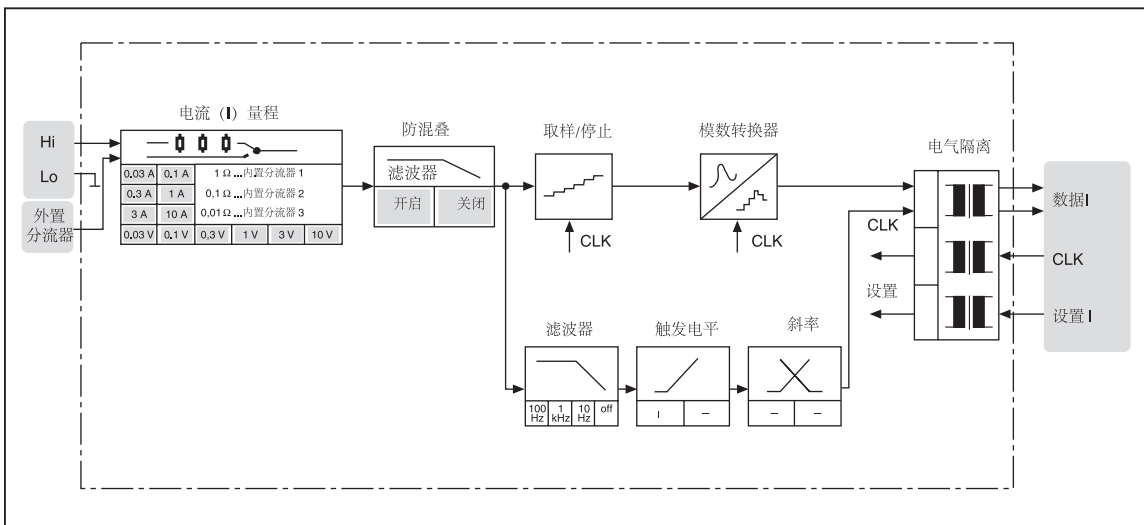 电流（I）量程
防混叠
取样/停止
模数转换器
电气隔离
Hi
Lo
外置
分流器
0.03 A 0.1 A 1 Ω...内置分流器 1
0.3 A 1 A 0,1 Ω...内置分流器 2
3 A 10 A 0,01 Ω...内置分流器 3
0.03 V 0.1 V 0,3 V 1 V 3 V 10 V
滤波器
开启 关闭
CLK
CLK
CLK
设置
数据I
CLK
设置 I
滤波器
触发电平
斜率
100 Hz 1 kHz 10 Hz off
I –
– –